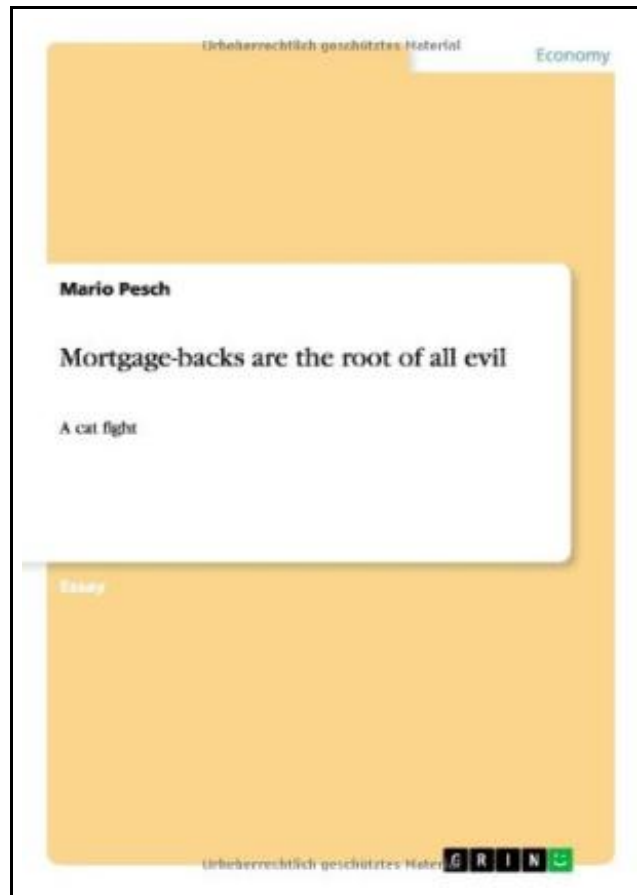 Urheberrechtlich geschütztes Material
Economy
Mario Pesch
Mortgage-backs are the root of all evil
A cat fight
Essay
Urheberrechtlich geschütztes Mater
GRIN